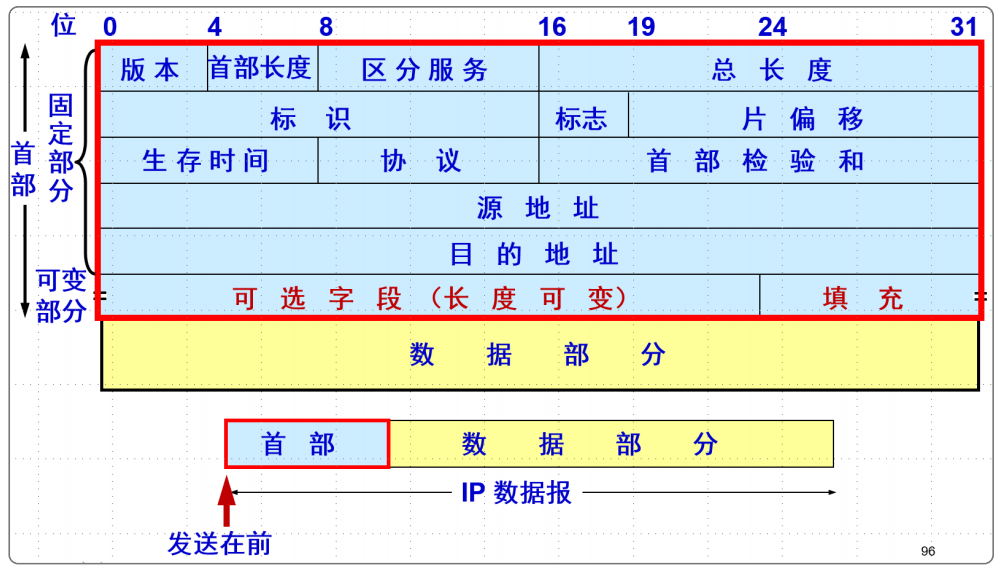 位 0 4 8 16 19 24 31
版本 首部长度 区分服务 总长度
标识 标志 片偏移
生存时间 协议 首部检验和
源地址
目的地址
可选字段（长度可变） 填充
数据部分
首部
固定部分
可变部分
首部 数据部分
IP 数据报
发送在前
96